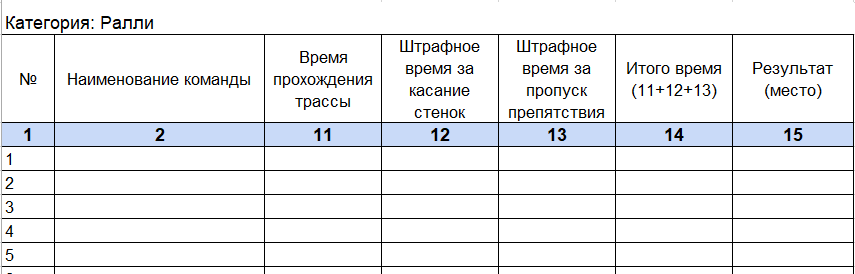 Категория: Ралли
№
Наименование команды
Время
прохождения
трассы
Штрафное
время за
касание
стенок
Штрафное
время за
пропуск
препятствия
Итого время
(11+12+13)
Результат
(место)
1 2 11 12 13 14 15
1
2
3
4
5